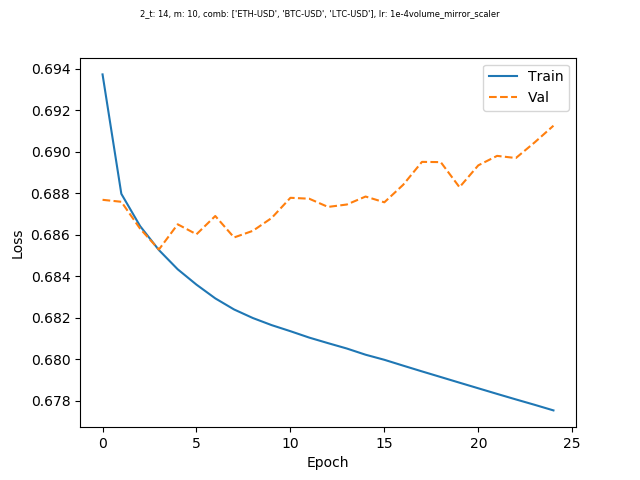 2_t: 14, m: 10, comb: ['ETH-USD', 'BTC-USD', 'LTC-USD'], lr: 1e-4volume_mirror_scaler
0.694
0.692
0.690
0.688
0.686
0.684
0.682
0.680
0.678
Loss
Train
Val
0 5 10 15 20 25
Epoch